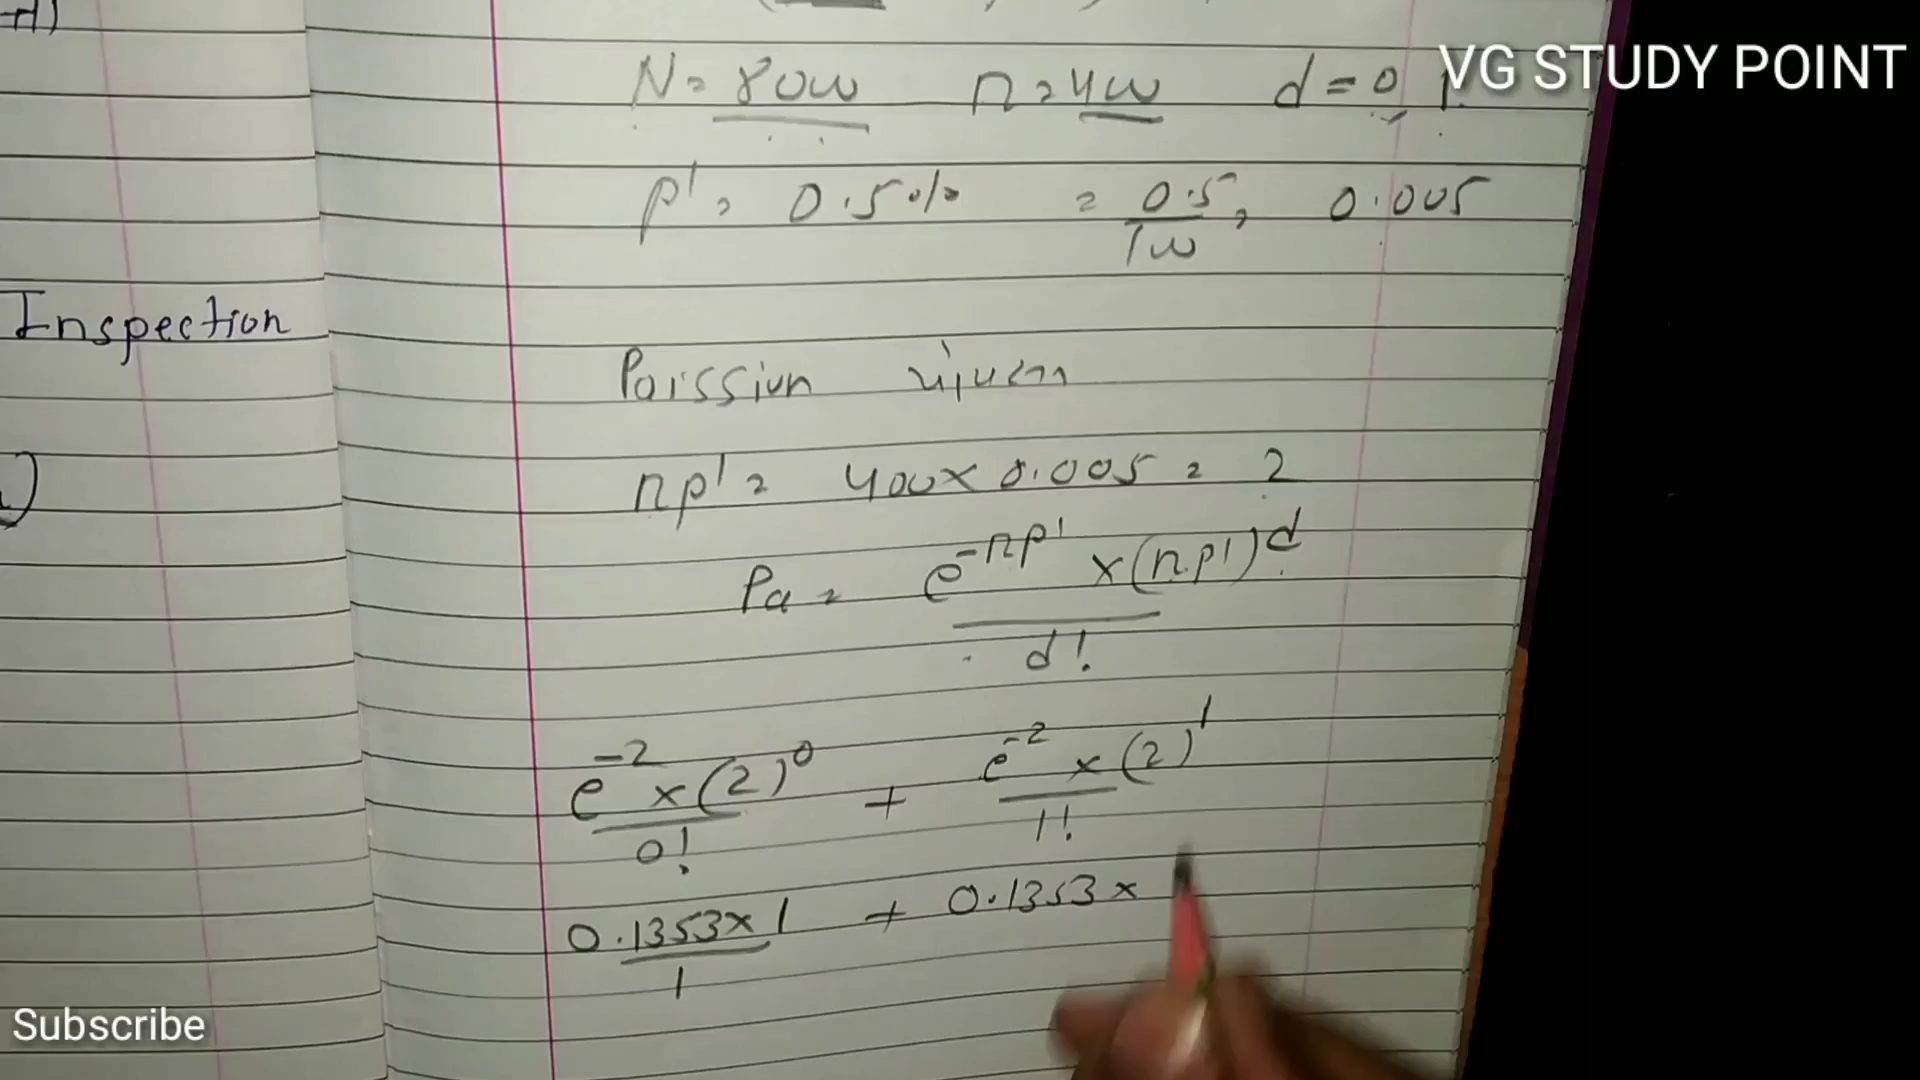 VG STUDY POINT
N = 800 n = 400 d = 0, 1
p' = 0.5% = 0.5/100 = 0.005
Inspection
Poission
np' = 400 × 0.005 = 2
Pa = e^-np' × (n.p')^d / d!
e^-2 × (2)^0 / 0! + e^-2 × (2)^1 / 1!
0.1353 × 1 / 1 + 0.1353 ×
Subscribe